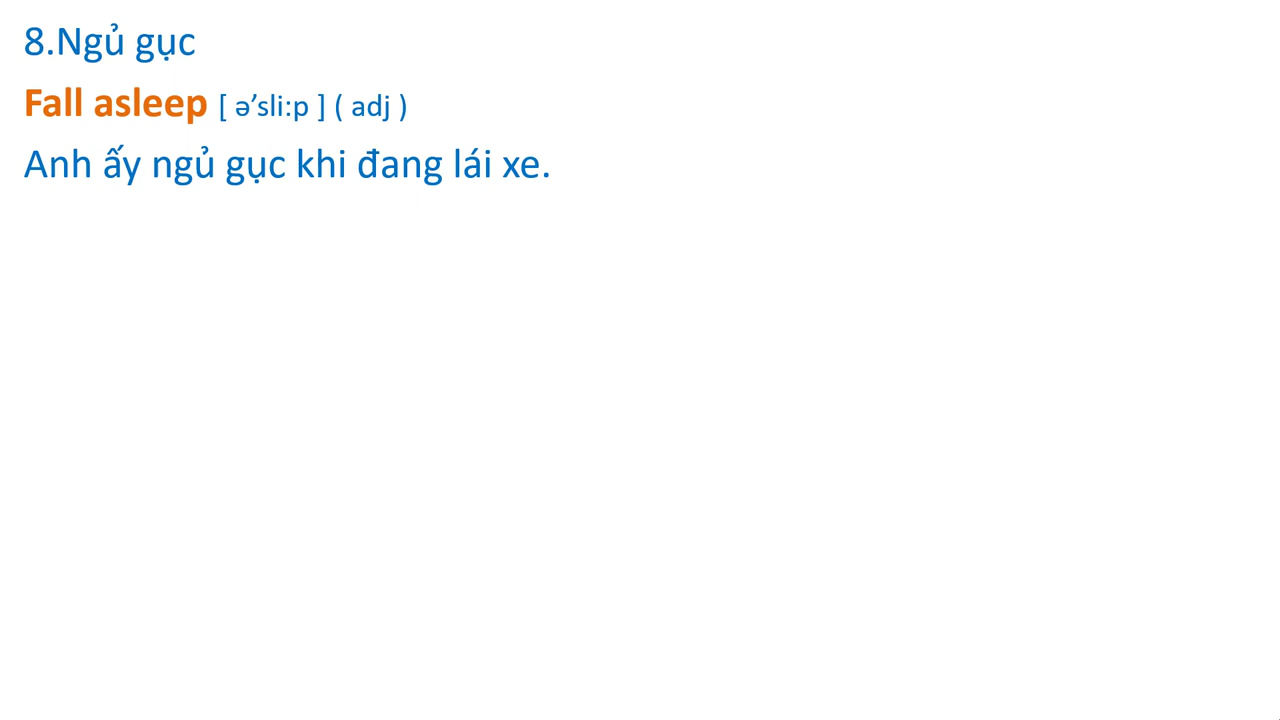 8.Ngủ gục
Fall asleep [ ə’sli:p ] ( adj )
Anh ấy ngủ gục khi đang lái xe.